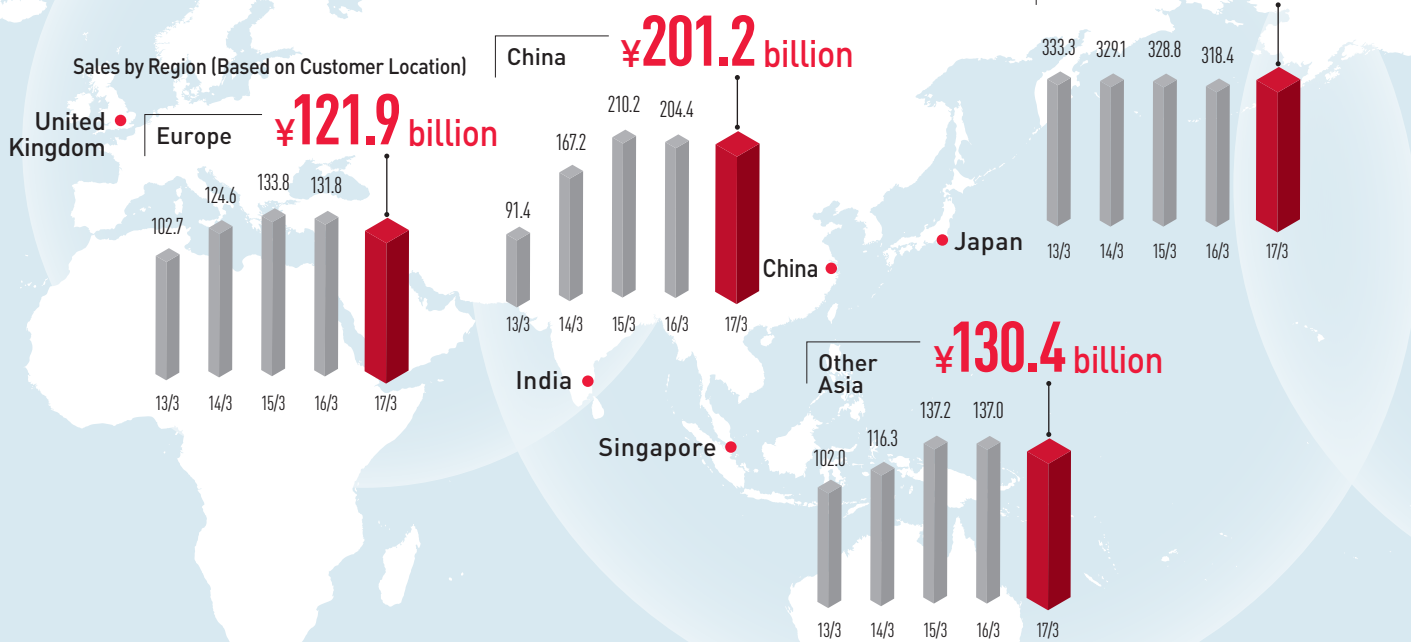 Sales by Region (Based on Customer Location)
United
Kingdom
Europe
¥121.9 billion
102.7
124.6
133.8
131.8
13/3
14/3
15/3
16/3
17/3
China
¥201.2 billion
91.4
167.2
210.2
204.4
13/3
14/3
15/3
16/3
17/3
333.3
329.1
328.8
318.4
13/3
14/3
15/3
16/3
17/3
Japan
China
India
Singapore
Other
Asia
¥130.4 billion
102.0
116.3
137.2
137.0
13/3
14/3
15/3
16/3
17/3